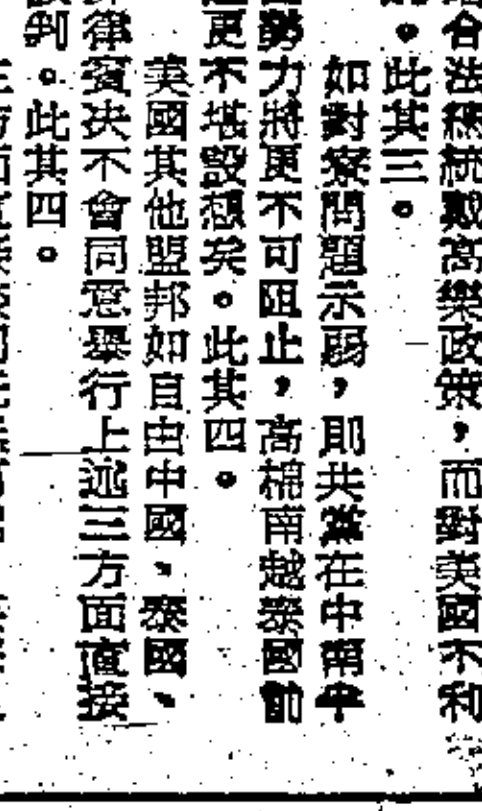 合法總統戴高樂政策，而對美國不利
。此其三。
如對寮問題示弱，則共黨在中南半
勢力將更不可阻止，高棉南越泰國前
更不堪設想矣。此其四。
美國其他盟邦如自由中國、泰國、
律賓決不會同意舉行上述三方面直接
談判。此其四。